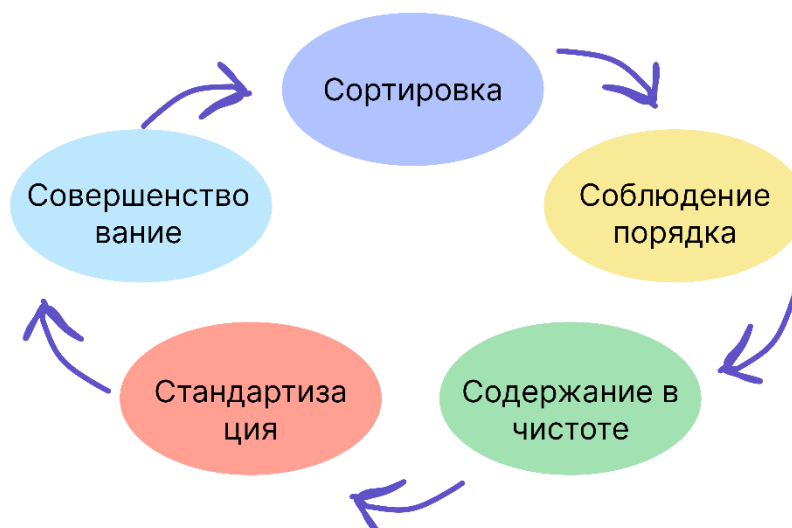 Сортировка
Соблюдение
порядка
Содержание в
чистоте
Стандартиза
ция
Совершенство
вание